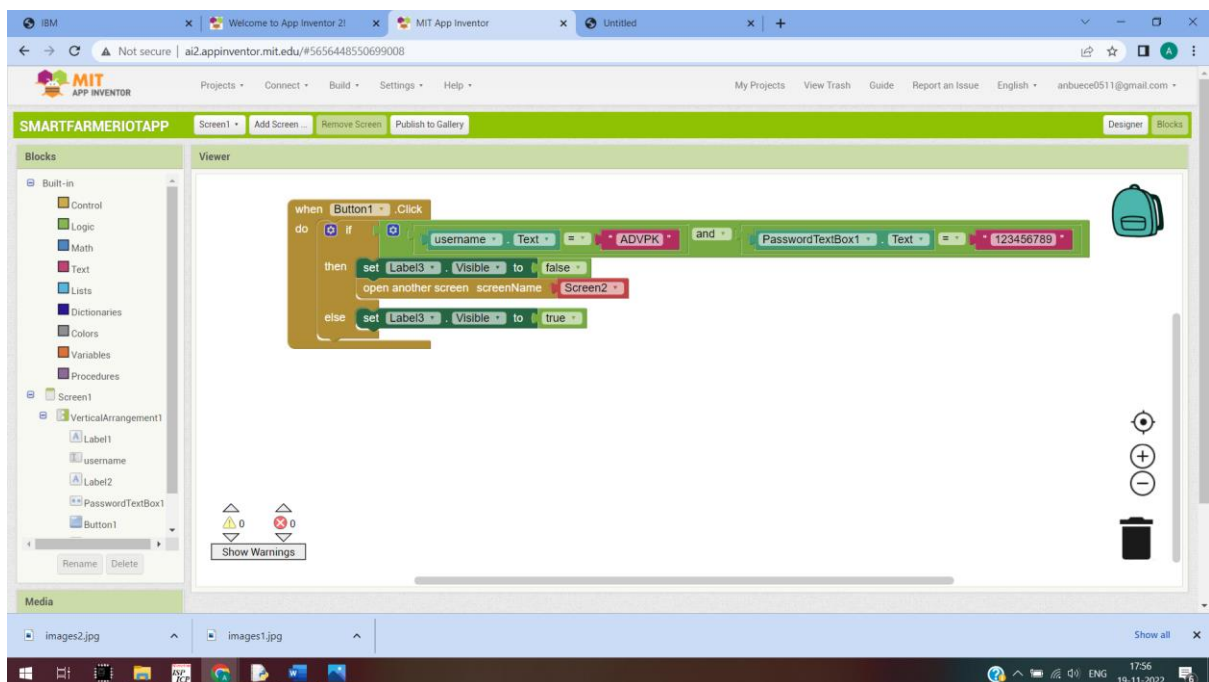 IBM
Welcome to App Inventor 2!
MIT App Inventor
Untitled
Not secure | ai2.appinventor.mit.edu/#5656448550699008
A
MIT
APP INVENTOR
Projects Connect Build Settings Help
My Projects View Trash Guide Report an Issue English anbuece0511@gmail.com
SMARTFARMERIOTAPP Screen1 Add Screen ... Remove Screen Publish to Gallery Designer Blocks
Blocks Viewer
Built-in
Control
Logic
Math
Text
Lists
Dictionaries
Colors
Variables
Procedures
Screen1
VerticalArrangement1
Label1
username
Label2
PasswordTextBox1
Button1
Rename Delete
Media
when Button1 .Click
do if username . Text = " ADVPK " and PasswordTextBox1 . Text = " 123456789 "
then set Label3 . Visible to false
open another screen screenName Screen2
else set Label3 . Visible to true
0 0
Show Warnings
images2.jpg images1.jpg Show all
ISP
ICP
ENG 17:56
19-11-2022
6